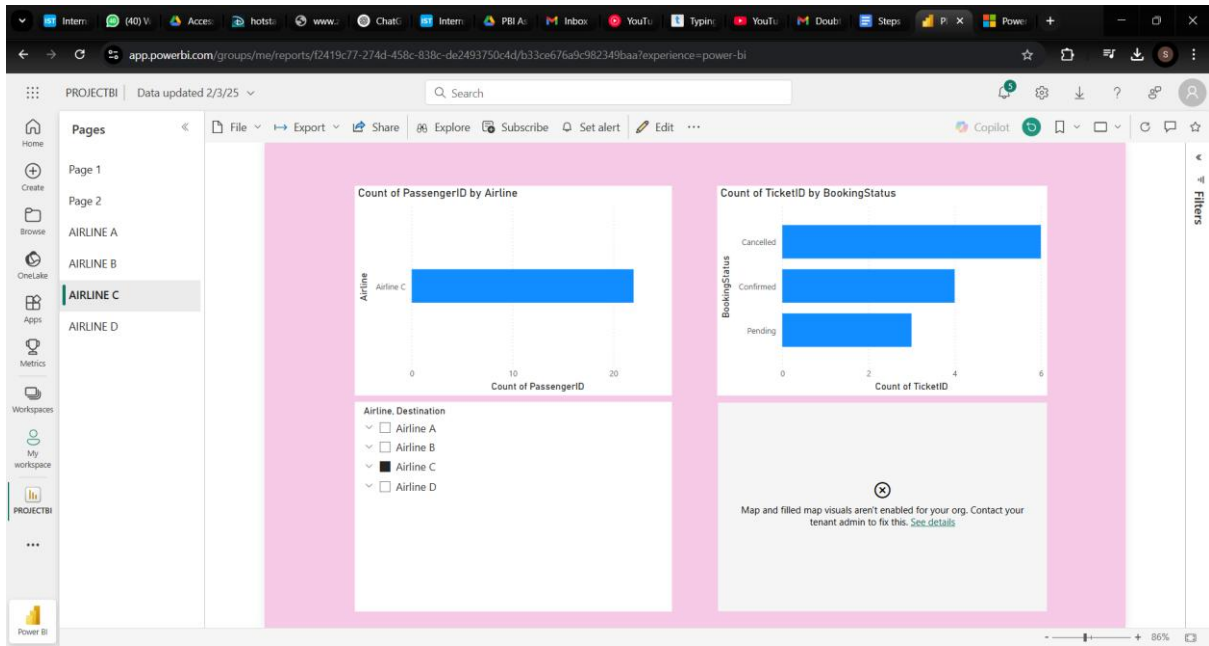 Intern
(40) W
Acces
hotsta
www.
ChatG
Intern
PBI As
Inbox
YouTu
Typing
YouTu
Doubt
Steps
Powe
app.powerbi.com/groups/me/reports/f2419c77-274d-458c-838c-de2493750c4d/b33ce676a9c982349baa?experience=power-bi
S
PROJECTBI
Data updated 2/3/25
Search
5
Home
Create
Browse
OneLake
Apps
Metrics
Workspaces
My
workspace
PROJECTBI
Power BI
Pages
Page 1
Page 2
AIRLINE A
AIRLINE B
AIRLINE C
AIRLINE D
File
Export
Share
Explore
Subscribe
Set alert
Edit
Copilot
Filters
Count of PassengerID by Airline
Airline
Airline C
0 10 20
Count of PassengerID
Count of TicketID by BookingStatus
BookingStatus
Cancelled
Confirmed
Pending
0 2 4 6
Count of TicketID
Airline, Destination
Airline A
Airline B
Airline C
Airline D
Map and filled map visuals aren't enabled for your org. Contact your
tenant admin to fix this. See details
86%